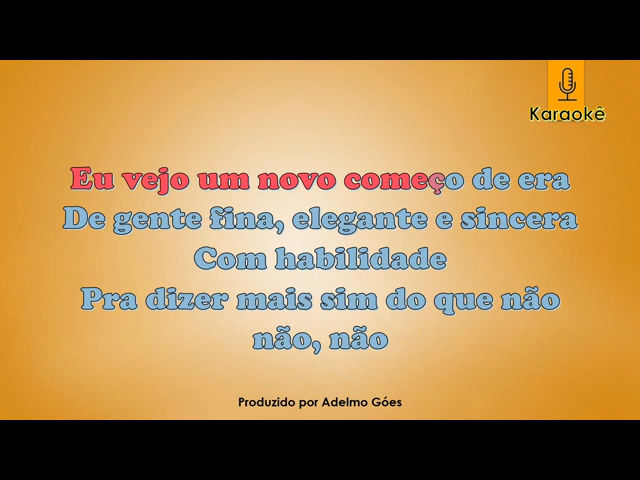 Karaokê
Eu vejo um novo começo de era
De gente fina, elegante e sincera
Com habilidade
Pra dizer mais sim do que não
não, não
Produzido por Adelmo Góes